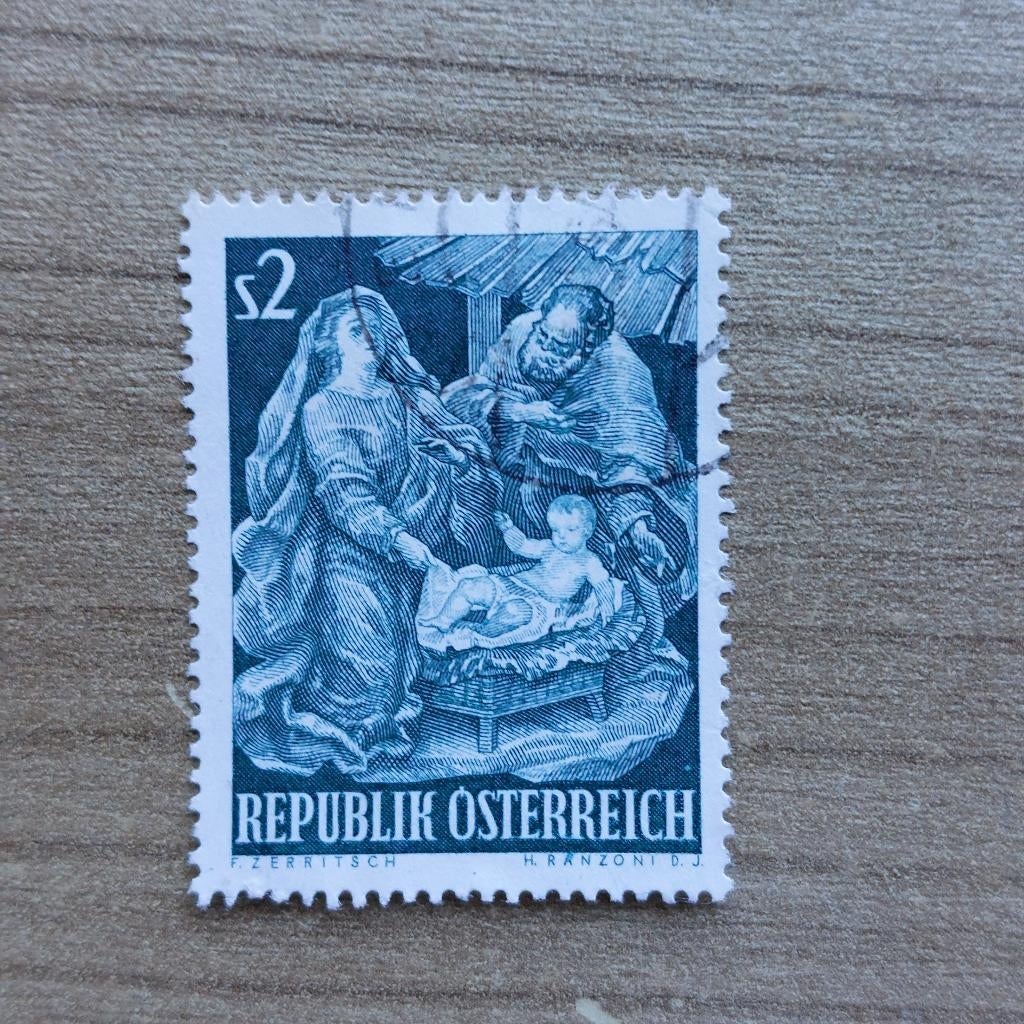 s2
REPUBLIK ÖSTERREICH
F. ZERRITSCH H. RANZONI D. J.